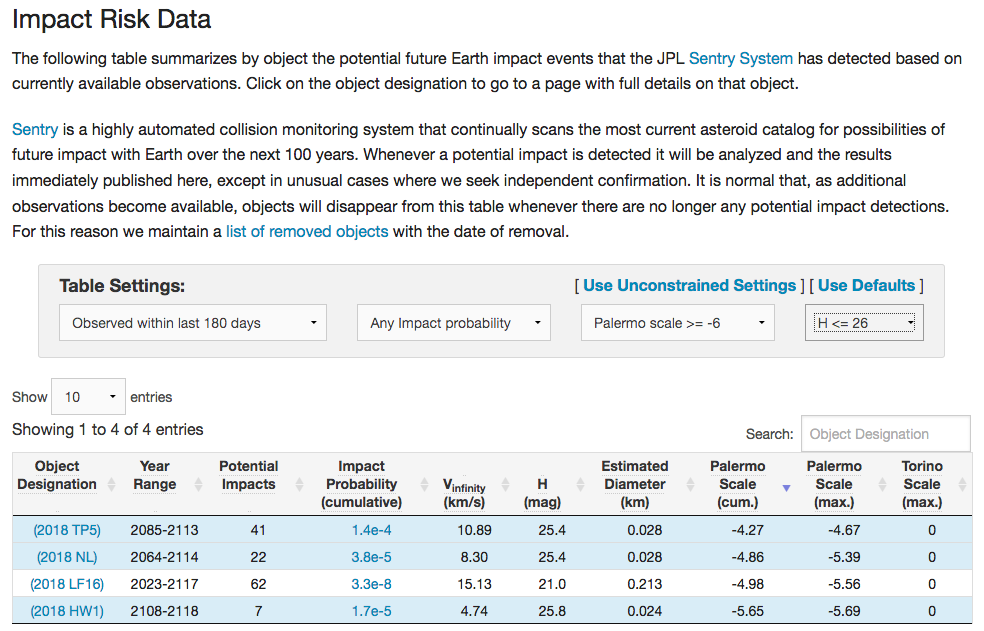 Impact Risk Data
The following table summarizes by object the potential future Earth impact events that the JPL Sentry System has detected based on
currently available observations. Click on the object designation to go to a page with full details on that object.
Sentry is a highly automated collision monitoring system that continually scans the most current asteroid catalog for possibilities of
future impact with Earth over the next 100 years. Whenever a potential impact is detected it will be analyzed and the results
immediately published here, except in unusual cases where we seek independent confirmation. It is normal that, as additional
observations become available, objects will disappear from this table whenever there are no longer any potential impact detections.
For this reason we maintain a list of removed objects with the date of removal.
Table Settings: [ Use Unconstrained Settings ] [ Use Defaults ]
Observed within last 180 days Any Impact probability Palermo scale >= -6 H <= 26
Show 10 entries
Showing 1 to 4 of 4 entries
Search: Object Designation
Object Year Potential Impact Estimated Palermo Palermo Torino
Designation Range Impacts Probability Vinfinity H Diameter Scale Scale Scale
(cumulative) (km/s) (mag) (km) (cum.) (max.) (max.)
(2018 TP5) 2085-2113 41 1.4e-4 10.89 25.4 0.028 -4.27 -4.67 0
(2018 NL) 2064-2114 22 3.8e-5 8.30 25.4 0.028 -4.86 -5.39 0
(2018 LF16) 2023-2117 62 3.3e-8 15.13 21.0 0.213 -4.98 -5.56 0
(2018 HW1) 2108-2118 7 1.7e-5 4.74 25.8 0.024 -5.65 -5.69 0